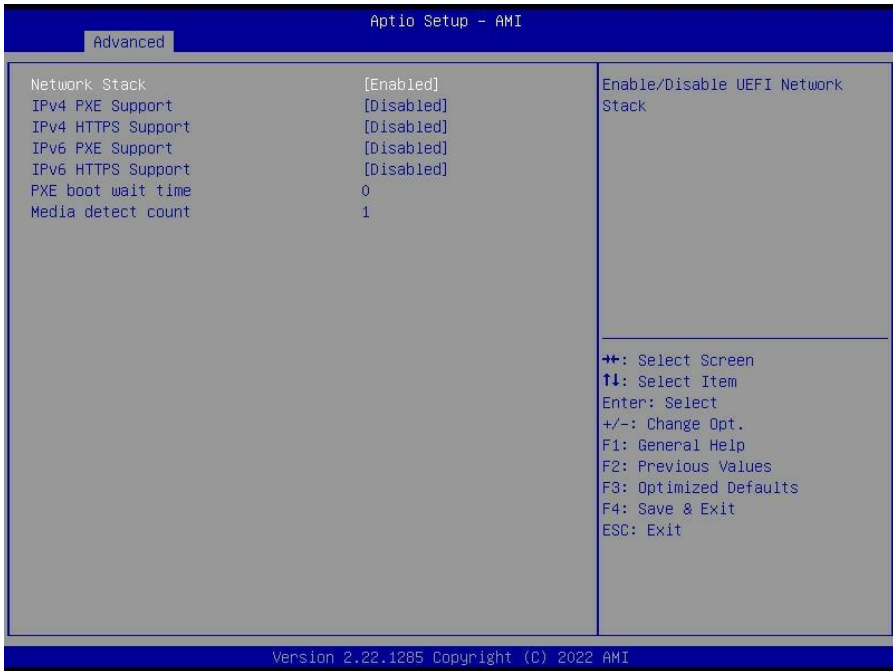 Aptio Setup – AMI
Advanced
Network Stack [Enabled]
IPv4 PXE Support [Disabled]
IPv4 HTTPS Support [Disabled]
IPv6 PXE Support [Disabled]
IPv6 HTTPS Support [Disabled]
PXE boot wait time 0
Media detect count 1
Enable/Disable UEFI Network
Stack
→←: Select Screen
↑↓: Select Item
Enter: Select
+/-: Change Opt.
F1: General Help
F2: Previous Values
F3: Optimized Defaults
F4: Save & Exit
ESC: Exit
Version 2.22.1285 Copyright (C) 2022 AMI